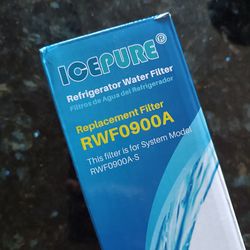 ICEPURE®
Refrigerator Water Filter
Filtros de Agua del Refrigerador
Replacement Filter
RWF0900A
This filter is for System Model
RWF0900A-S